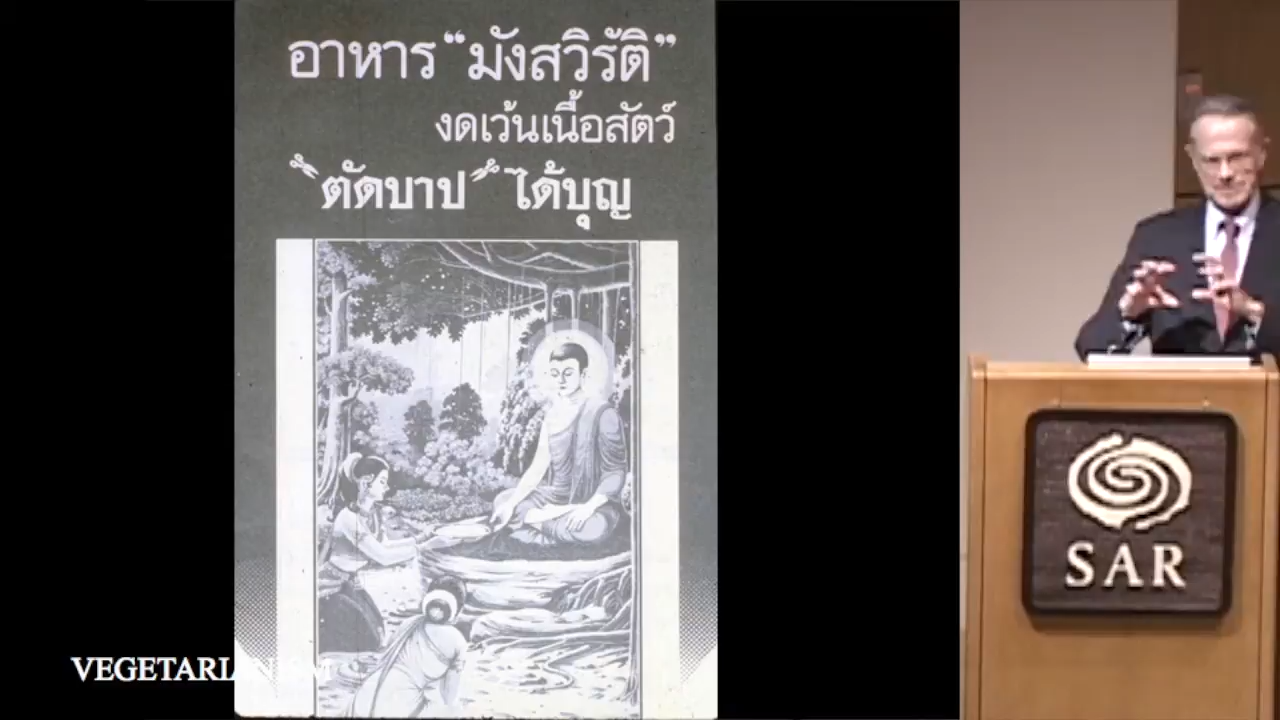 อาหาร “มังสวิรัติ”
งดเว้นเนื้อสัตว์
ตัดบาป ได้บุญ
VEGETARIANISM
SAR